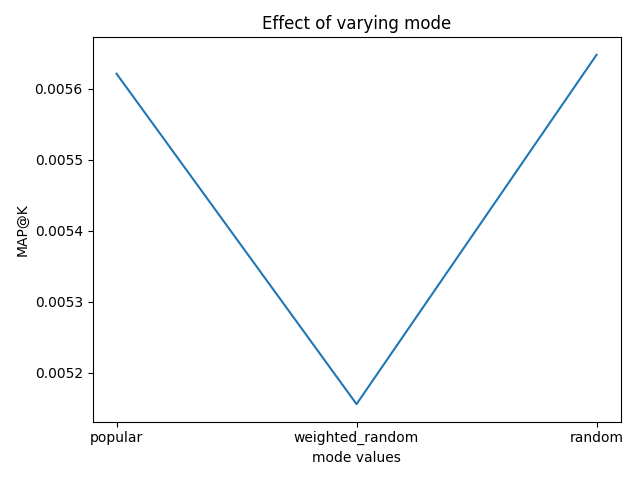 Effect of varying mode
MAP@K
0.0056
0.0055
0.0054
0.0053
0.0052
popular weighted_random random
mode values